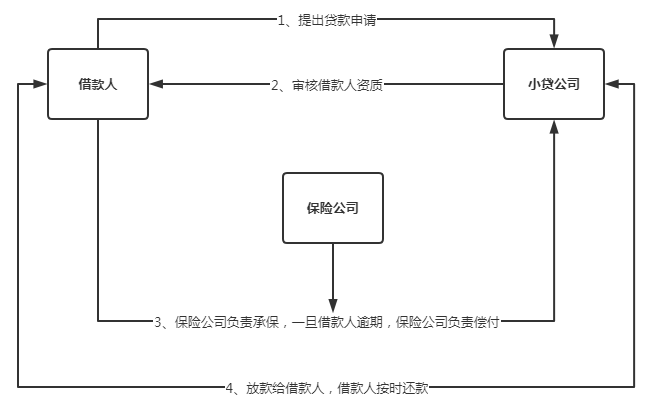 1、提出贷款申请
借款人
2、审核借款人资质
小贷公司
保险公司
3、保险公司负责承保，一旦借款人逾期，保险公司负责偿付
4、放款给借款人，借款人按时还款